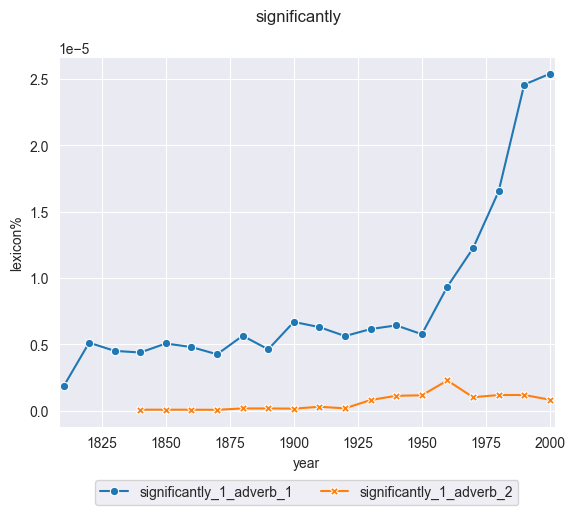 significantly
1e−5
2.5
2.0
1.5
1.0
0.5
0.0
lexicon%
1825 1850 1875 1900 1925 1950 1975 2000
year
significantly_1_adverb_1 significantly_1_adverb_2